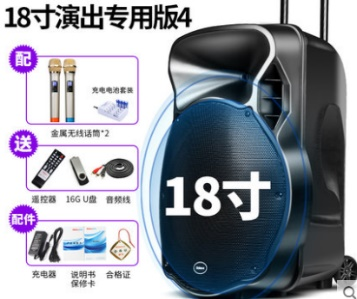 18寸演出专用版4
配
充电电池套装
金属无线话筒*2
送
18寸
遥控器 16G U盘 音频线
配件
充电器 说明书 合格证
保修卡